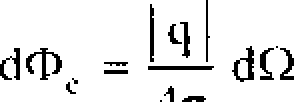 dΦ_e = |q| / 4π dΩ